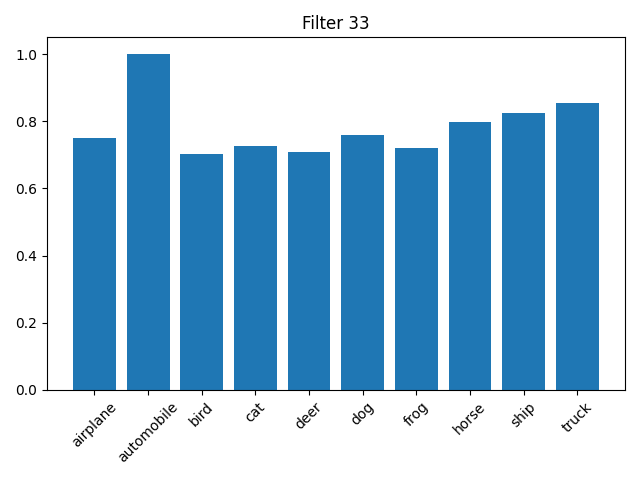 Filter 33
1.0
0.8
0.6
0.4
0.2
0.0
airplane
automobile
bird
cat
deer
dog
frog
horse
ship
truck